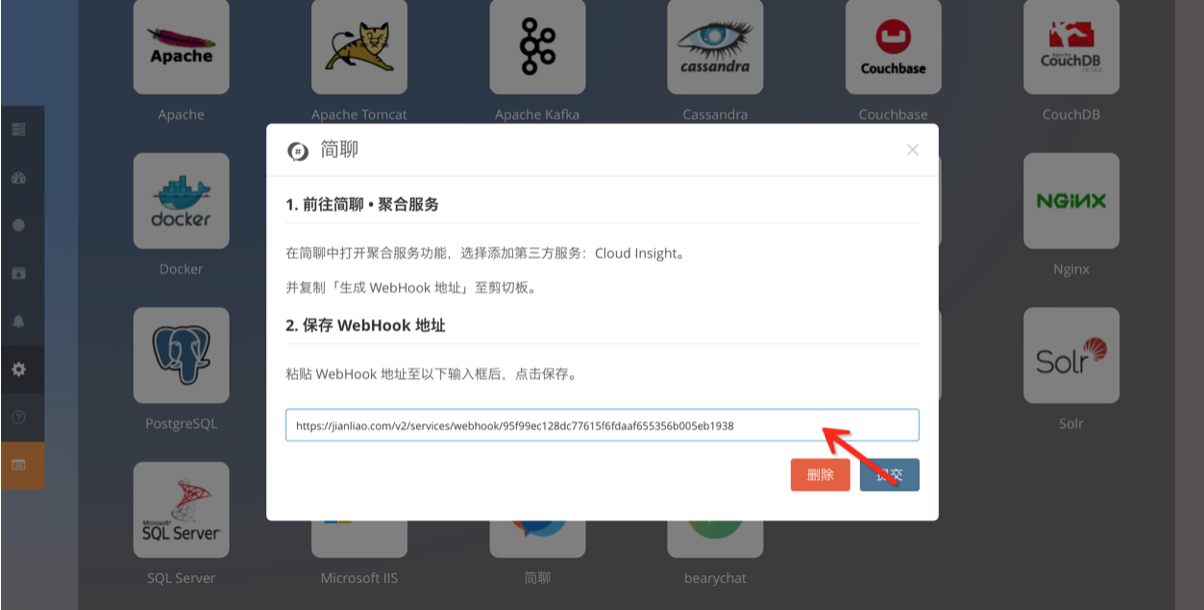 Apache
cassandra
Couchbase
CouchDB
relax
Apache
Apache Tomcat
Apache Kafka
Cassandra
Couchbase
CouchDB
简聊
1. 前往简聊 • 聚合服务
在简聊中打开聚合服务功能，选择添加第三方服务：Cloud Insight。
并复制「生成 WebHook 地址」至剪切板。
2. 保存 WebHook 地址
粘贴 WebHook 地址至以下输入框后，点击保存。
https://jianliao.com/v2/services/webhook/95f99ec128dc77615f6fdaaf655356b005eb1938
删除
提交
docker
NGINX
Docker
Nginx
Solr
PostgreSQL
Solr
Microsoft
SQL Server
SQL Server
Microsoft IIS
简聊
bearychat